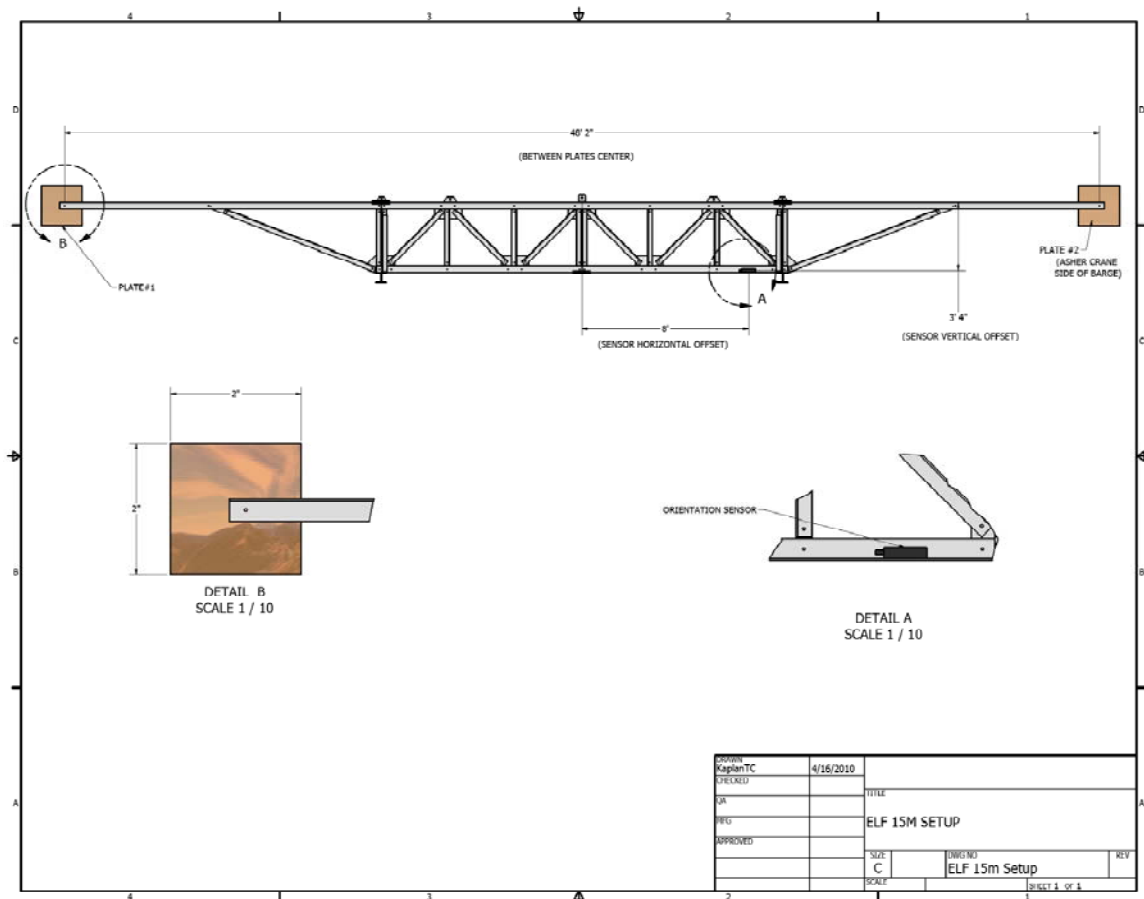 4 3 2 1
D D
48' 2"
(BETWEEN PLATES CENTER)
B
PLATE#1
A
8'
(SENSOR HORIZONTAL OFFSET)
PLATE #2
(ASHER CRANE
SIDE OF BARGE)
3' 4"
(SENSOR VERTICAL OFFSET)
C C
2"
2"
DETAIL B
SCALE 1 / 10
ORIENTATION SENSOR
DETAIL A
SCALE 1 / 10
B B
DRAWN
KaplanTC 4/16/2010
CHECKED
QA
MFG
APPROVED
TITLE
ELF 15M SETUP
SIZE
C
DWG NO
ELF 15m Setup
REV
SCALE
SHEET 1 OF 1
A A
4 3 2 1